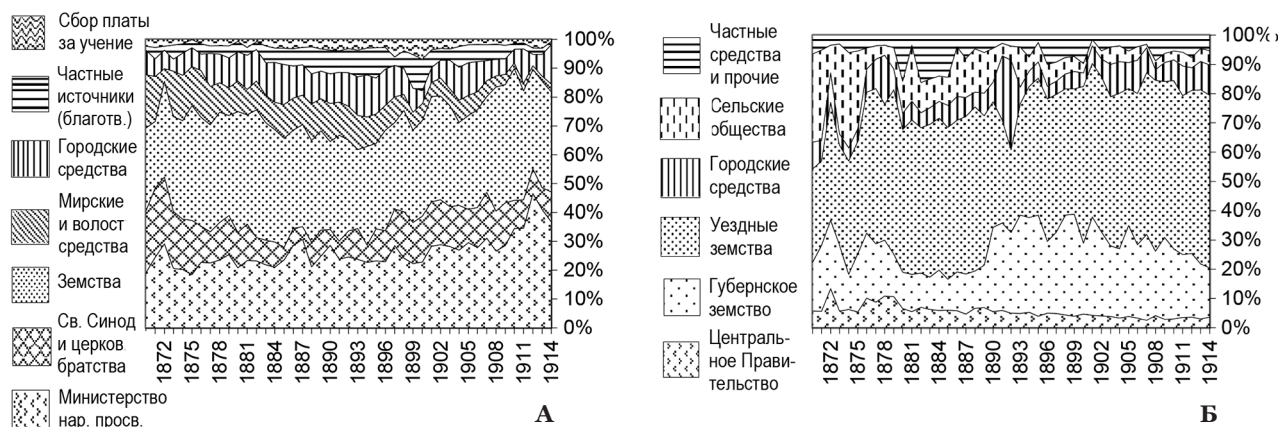 Сбор платы
за учение
Частные
источники
(благотв.)
Городские
средства
Мирские
и волост
средства
Земства
Св. Синод
и церков
братства
Министерство
нар. просв.
100%
90%
80%
70%
60%
50%
40%
30%
20%
10%
0%
1872
1875
1878
1881
1884
1887
1890
1893
1896
1899
1902
1905
1908
1911
1914
А
Частные
средства
и прочие
Сельские
общества
Городские
средства
Уездные
земства
Губернское
земство
Централь-
ное Прави-
тельство
100%
90%
80%
70%
60%
50%
40%
30%
20%
10%
0%
1872
1875
1878
1881
1884
1887
1890
1893
1896
1899
1902
1905
1908
1911
1914
Б